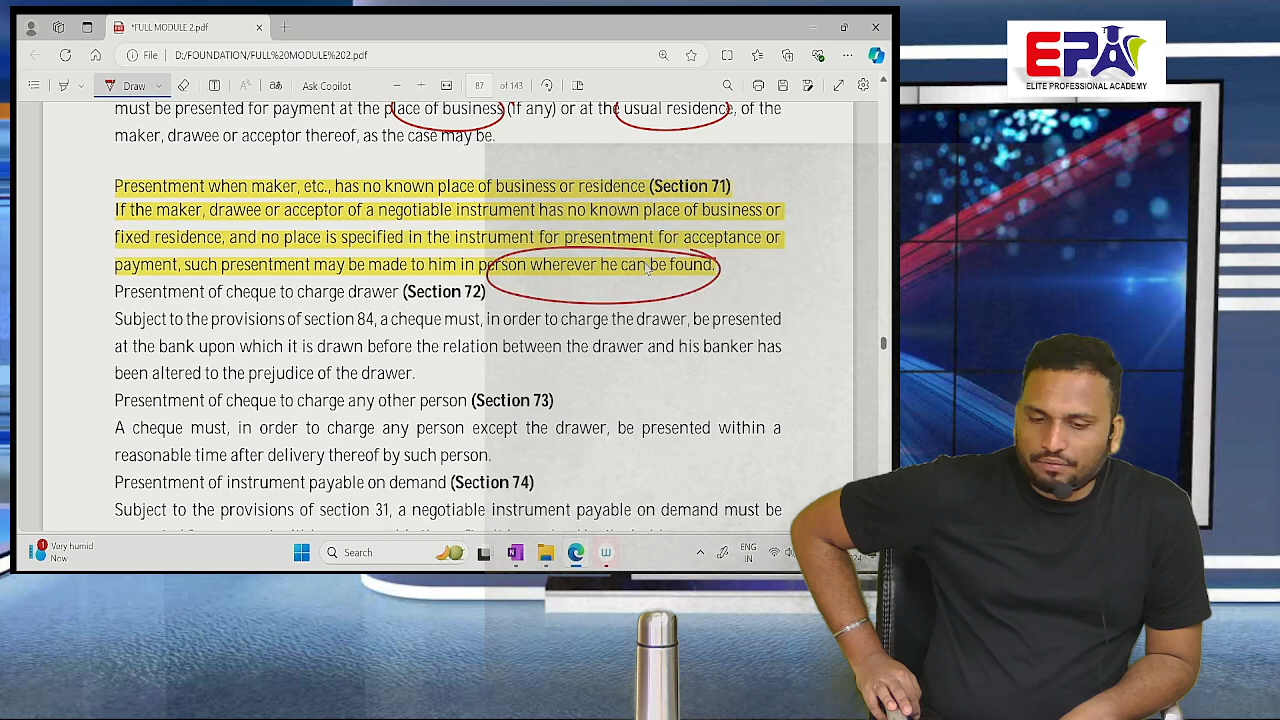 *FULL MODULE 2.pdf
File
Draw
Ask Copilot
87
of 143
must be presented for payment at the place of business (if any) or at the usual residence, of the
maker, drawee or acceptor thereof, as the case may be.
Presentment when maker, etc., has no known place of business or residence (Section 71)
If the maker, drawee or acceptor of a negotiable instrument has no known place of business or
fixed residence, and no place is specified in the instrument for presentment for acceptance or
payment, such presentment may be made to him in person wherever he can be found.
Presentment of cheque to charge drawer (Section 72)
Subject to the provisions of section 84, a cheque must, in order to charge the drawer, be presented
at the bank upon which it is drawn before the relation between the drawer and his banker has
been altered to the prejudice of the drawer.
Presentment of cheque to charge any other person (Section 73)
A cheque must, in order to charge any person except the drawer, be presented within a
reasonable time after delivery thereof by such person.
Presentment of instrument payable on demand (Section 74)
Subject to the provisions of section 31, a negotiable instrument payable on demand must be
1
Very humid
Now
Search
ENG
IN
EPA
ELITE PROFESSIONAL ACADEMY